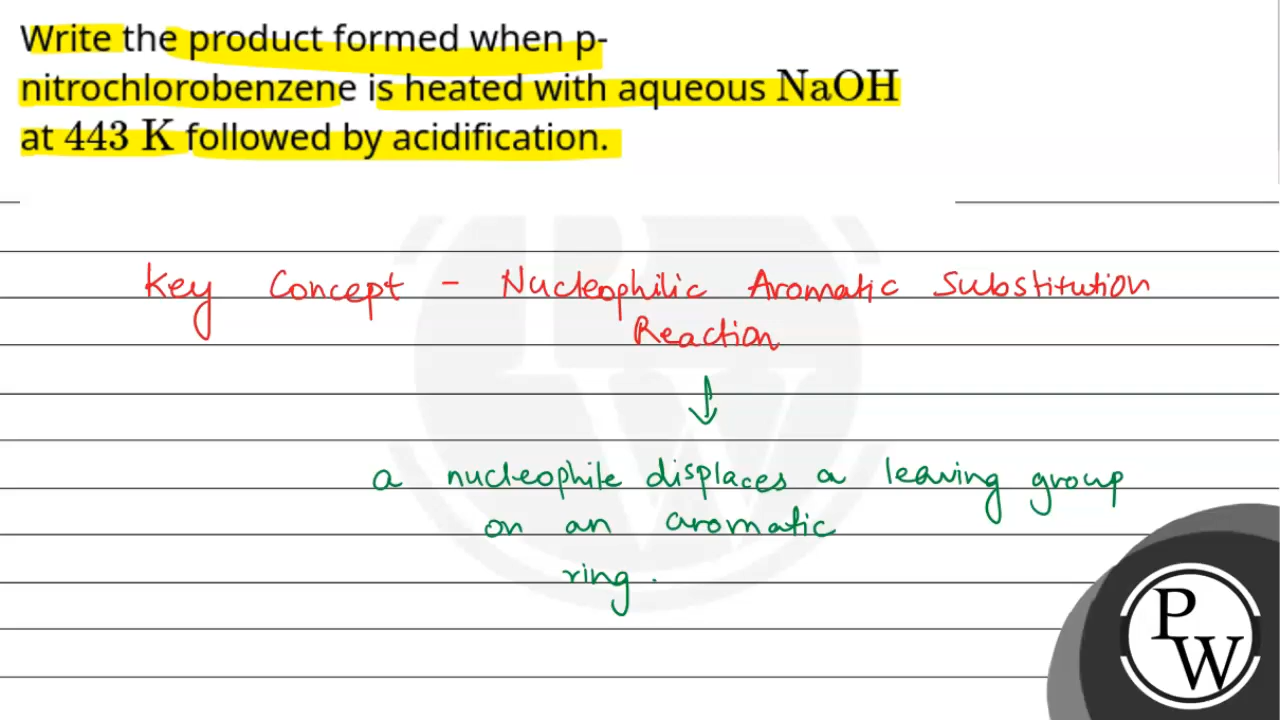 Write the product formed when p-
nitrochlorobenzene is heated with aqueous NaOH
at 443 K followed by acidification.
Key Concept - Nucleophilic Aromatic Substitution
Reaction
↓
a nucleophile displaces a leaving group
on an aromatic
ring.
P
W